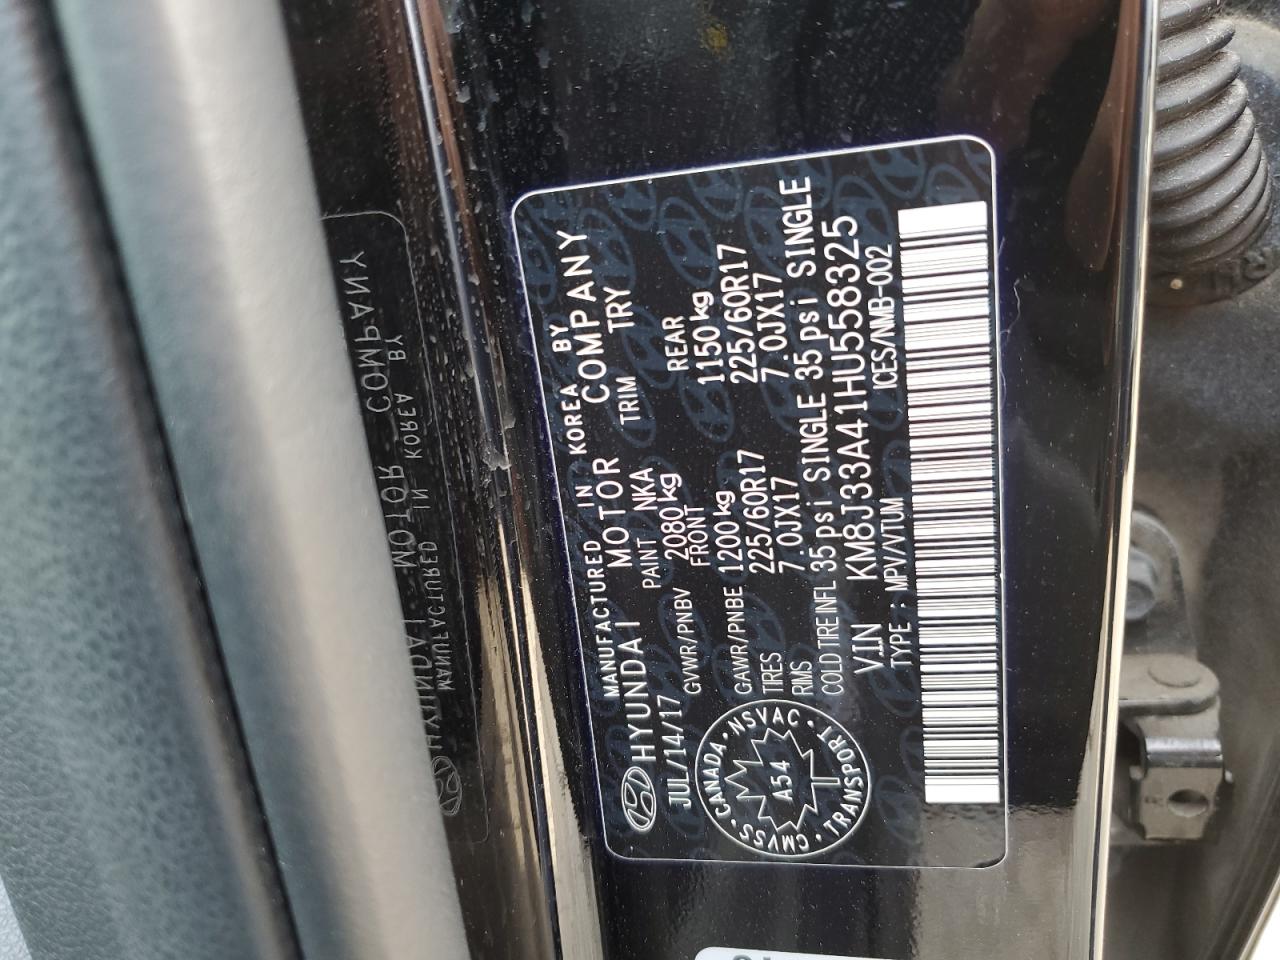 MANUFACTURED IN KOREA BY
HYUNDAI MOTOR COMPANY
JUL/14/17 PAINT NKA TRIM TRY
GVWR/PNBV 2080 kg
FRONT REAR
GAWR/PNBE 1200 kg 1150 kg
TIRES 225/60R17 225/60R17
RIMS 7.0JX17 7.0JX17
COLD TIRE INFL 35 psi SINGLE 35 psi SINGLE
VIN KM8J33A41HU558325
TYPE : MPV/VTUM ICES/NMB-002
CMVSS · CANADA · NSVAC · TRANSPORT ·
A54
MANUFACTURED IN KOREA BY
HYUNDAI MOTOR COMPANY